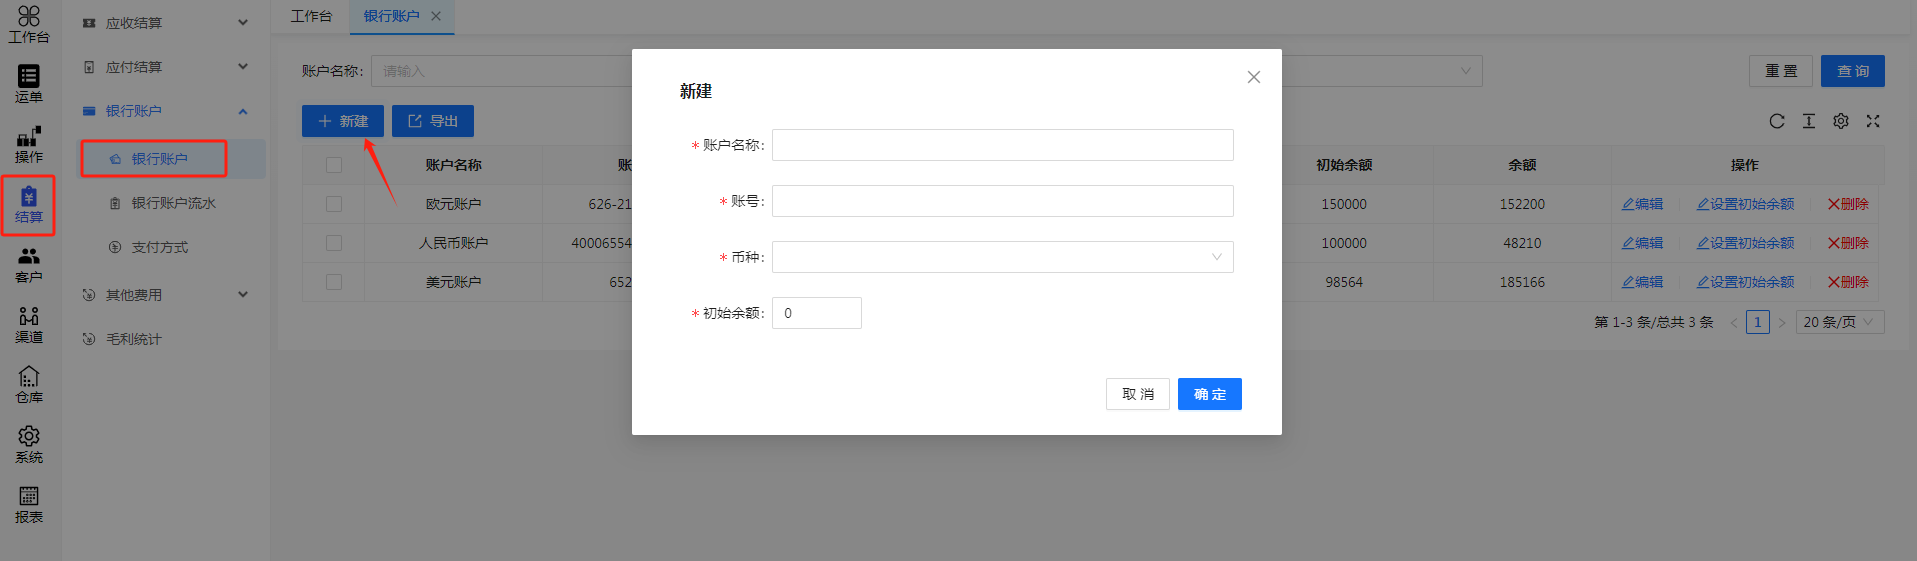 工作台
运单
操作
结算
客户
渠道
仓库
系统
报表
应收结算
应付结算
银行账户
银行账户
银行账户流水
支付方式
其他费用
毛利统计
工作台
银行账户
账户名称: 请输入
重置 查询
新建 导出
账户名称 账 初始余额 余额 操作
欧元账户 626-21 150000 152200 编辑 设置初始余额 删除
人民币账户 40006554 100000 48210 编辑 设置初始余额 删除
美元账户 652 98564 185166 编辑 设置初始余额 删除
第 1-3 条/总共 3 条 < 1 > 20 条/页
新建
* 账户名称:
* 账号:
* 币种:
* 初始余额: 0
取消 确定